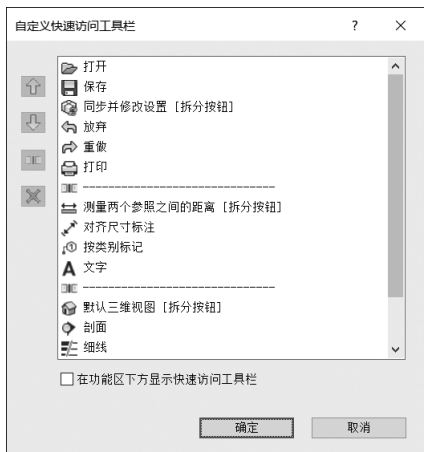 自定义快速访问工具栏
打开
保存
同步并修改设置 [拆分按钮]
放弃
重做
打印
------------------------------
测量两个参照之间的距离 [拆分按钮]
对齐尺寸标注
按类别标记
文字
------------------------------
默认三维视图 [拆分按钮]
剖面
细线
在功能区下方显示快速访问工具栏
确定 取消